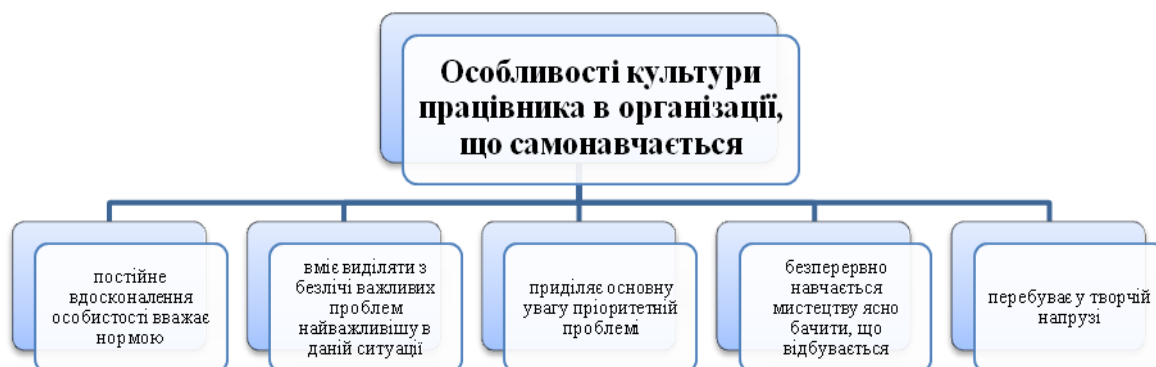 Особливості культури
працівника в організації,
що самонавчається
постійне
вдосконалення
особистості вважає
нормою
вміє виділяти з
безлічі важливих
проблем
найважливішу в
даній ситуації
приділяє основну
увагу пріоритетній
проблемі
безперервно
навчається
мистецтву ясно
бачити, що
відбувається
перебуває у творчій
напрузі